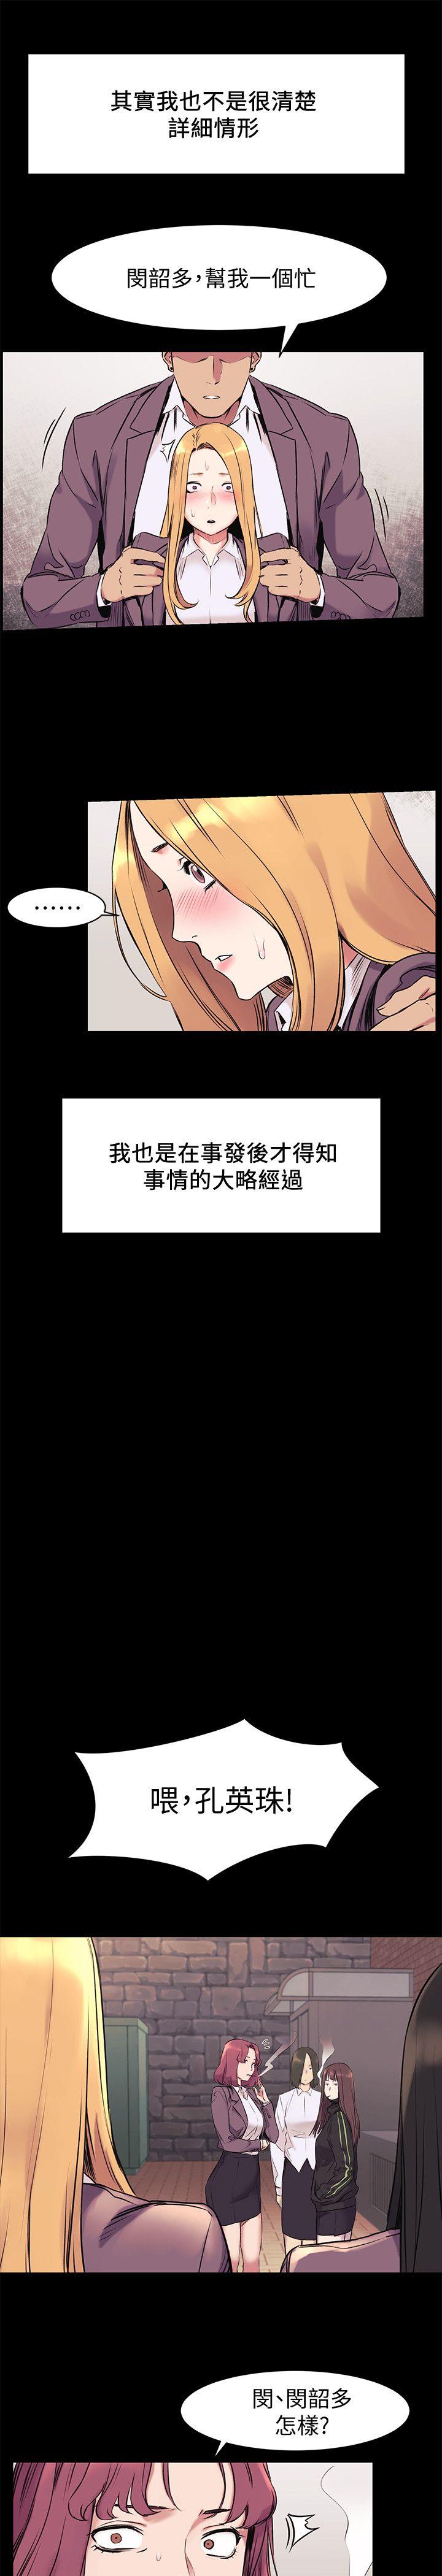 其實我也不是很清楚
詳細情形
閔韶多，幫我一個忙
⋯⋯
我也是在事發後才得知
事情的大略經過
喂，孔英珠！
閔、閔韶多
怎樣？